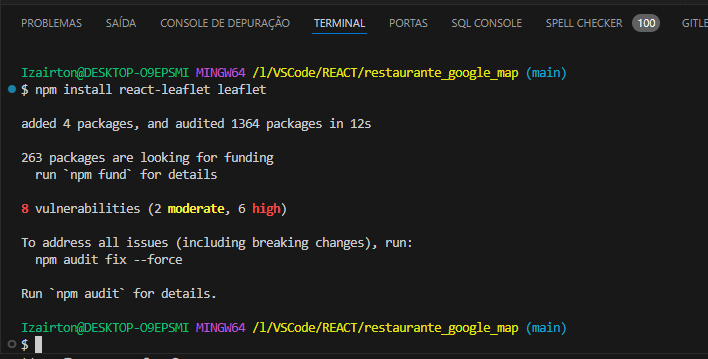 PROBLEMAS SAÍDA CONSOLE DE DEPURAÇÃO TERMINAL PORTAS SQL CONSOLE SPELL CHECKER 100 GITLE
Izairton@DESKTOP-O9EPSMI MINGW64 /l/VSCode/REACT/restaurante_google_map (main)
$ npm install react-leaflet leaflet
added 4 packages, and audited 1364 packages in 12s
263 packages are looking for funding
run `npm fund` for details
8 vulnerabilities (2 moderate, 6 high)
To address all issues (including breaking changes), run:
npm audit fix --force
Run `npm audit` for details.
Izairton@DESKTOP-O9EPSMI MINGW64 /l/VSCode/REACT/restaurante_google_map (main)
$